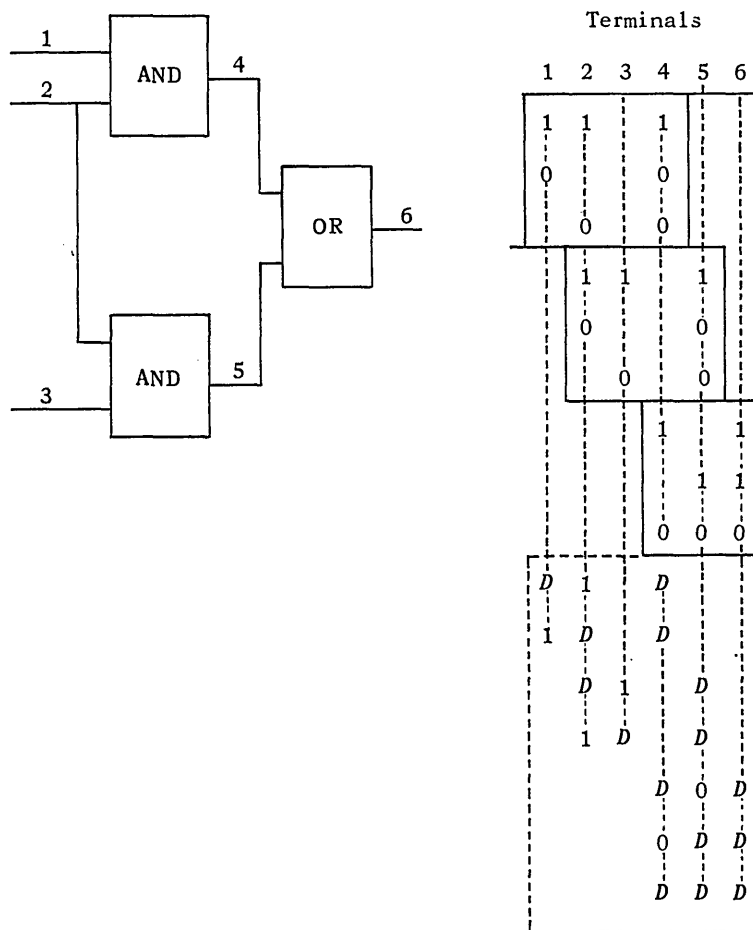 1
2
AND
4
OR
6
AND
5
3
Terminals
1 2 3 4 5 6
1 1 1
0 0
0 0
1 1 1
0 0
0 0
1 1
1 1
0 0 0
D 1 D
1 D D
D 1 D
1 D D
D 0 D
0 D D
D D D